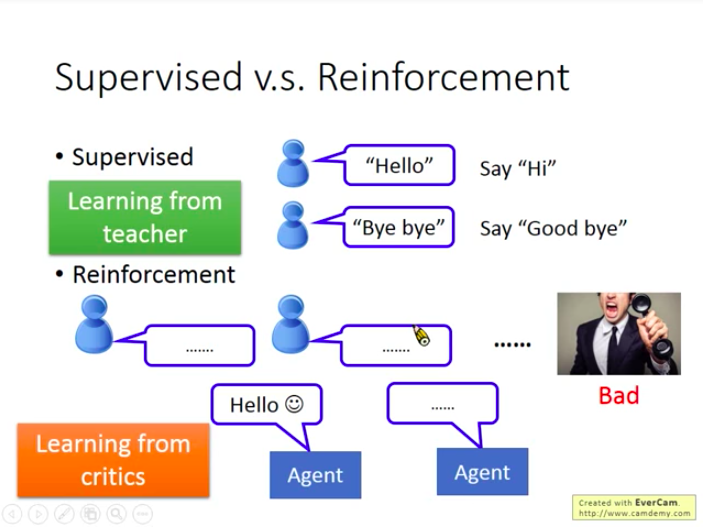 Supervised v.s. Reinforcement
• Supervised
“Hello”
Say “Hi”
Learning from
teacher
“Bye bye”
Say “Good bye”
• Reinforcement
.......
.......
......
Bad
Hello ☺
......
Learning from
critics
Agent
Agent
Created with EverCam.
http://www.camdemy.com